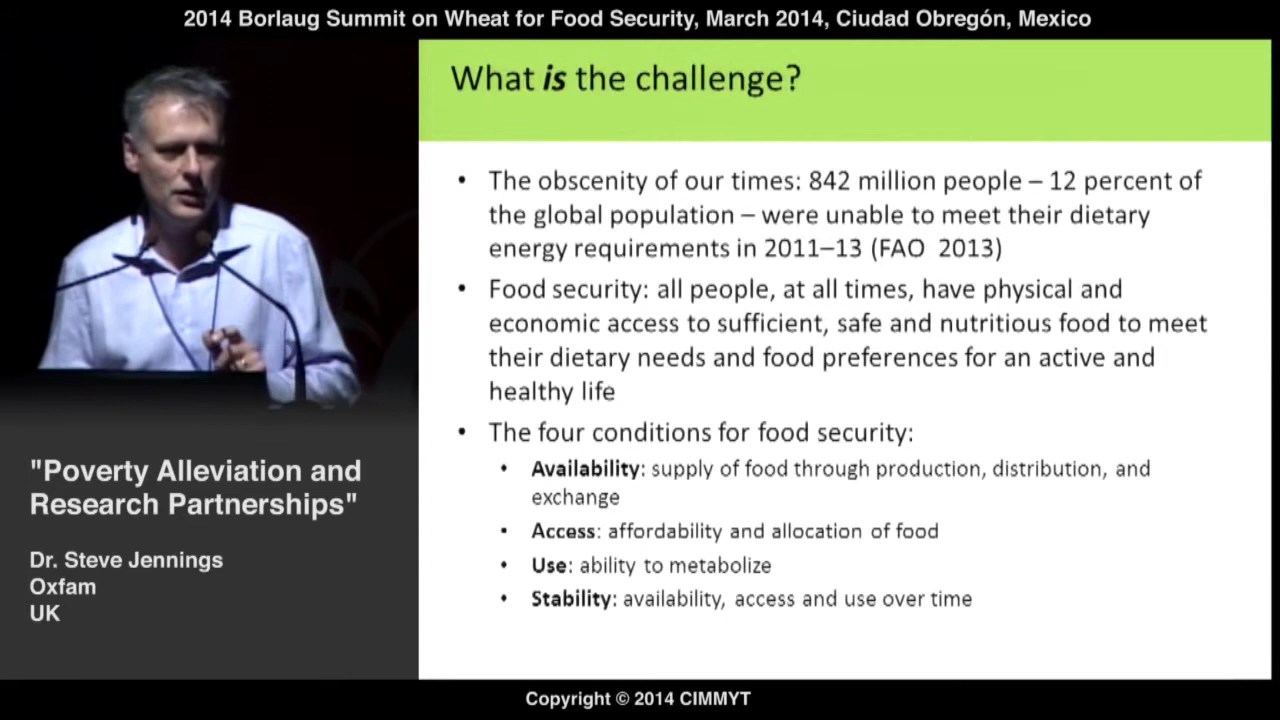 2014 Borlaug Summit on Wheat for Food Security, March 2014, Ciudad Obregón, Mexico
What is the challenge?
• The obscenity of our times: 842 million people – 12 percent of
the global population – were unable to meet their dietary
energy requirements in 2011–13 (FAO  2013)
• Food security: all people, at all times, have physical and
economic access to sufficient, safe and nutritious food to meet
their dietary needs and food preferences for an active and
healthy life
• The four conditions for food security:
• Availability: supply of food through production, distribution, and
exchange
• Access: affordability and allocation of food
• Use: ability to metabolize
• Stability: availability, access and use over time
"Poverty Alleviation and
Research Partnerships"
Dr. Steve Jennings
Oxfam
UK
Copyright © 2014 CIMMYT